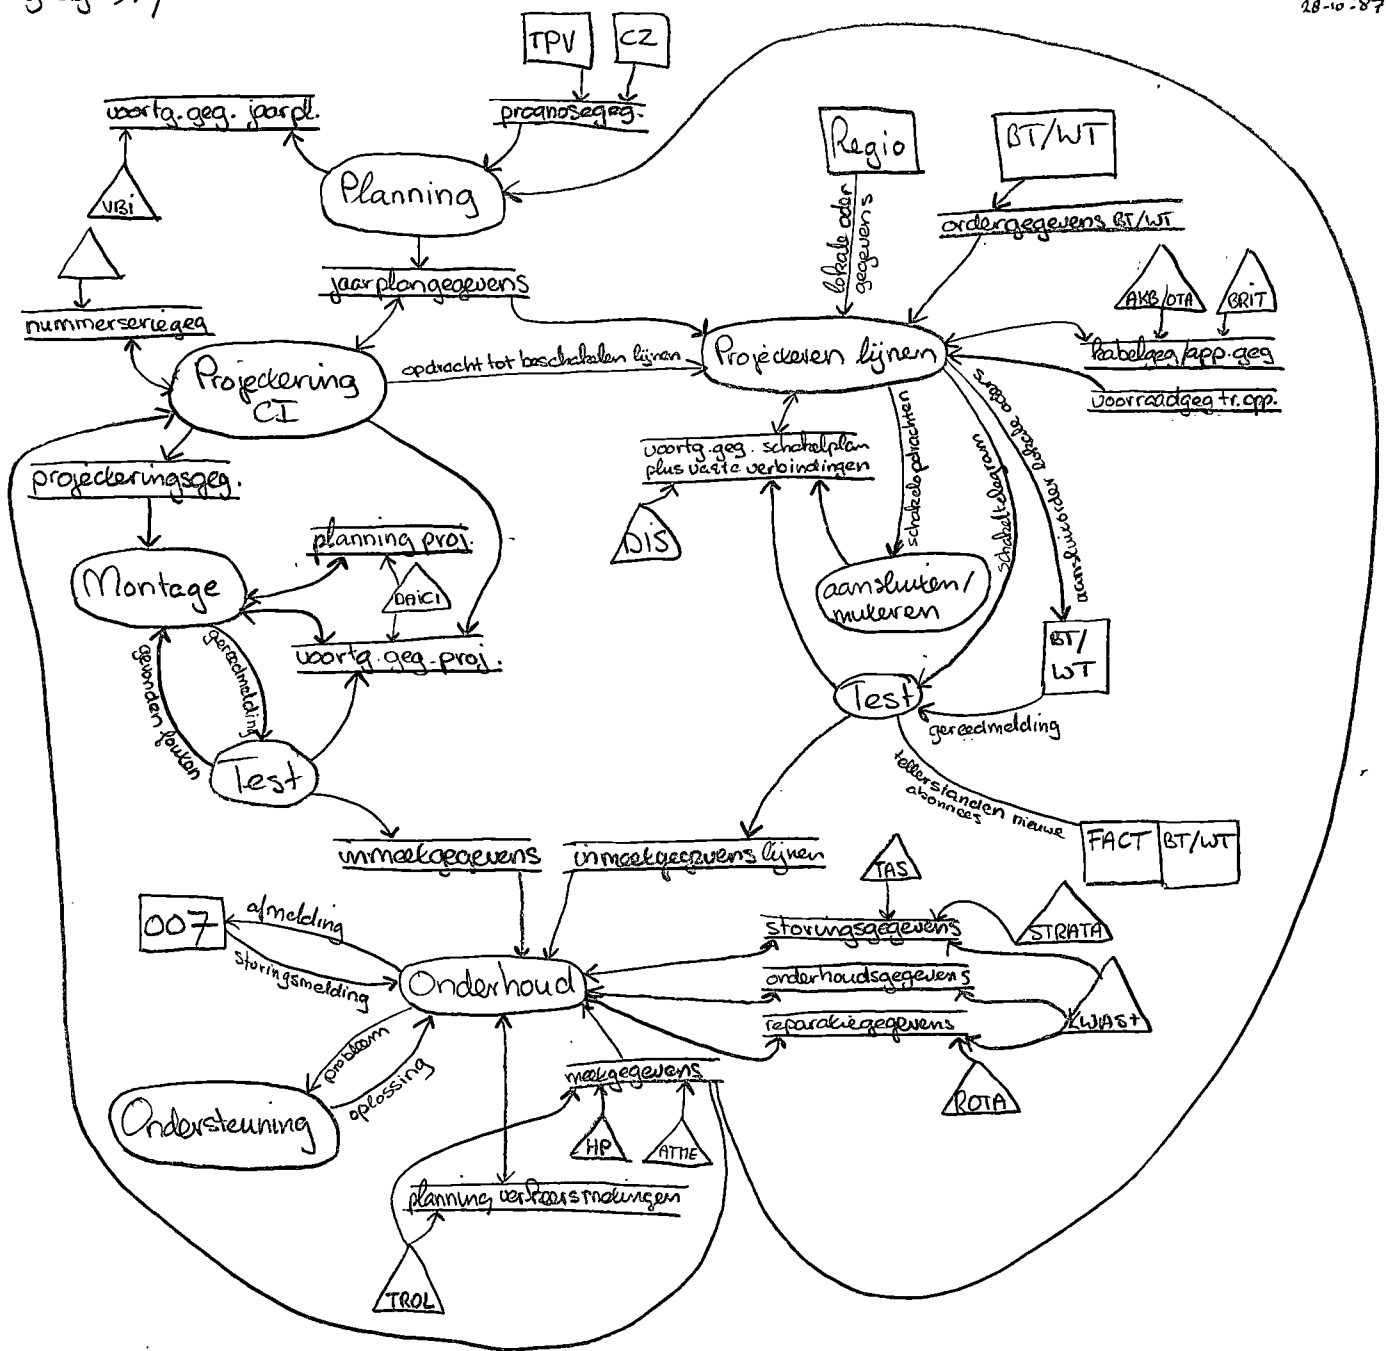 28-10-87
TPV
CZ
voortg. geg. jaarpl.
prognosegeg.
Regio
BT/WT
Planning
VBI
lokale oder
gegevens
ordergegevens BT/WT
jaarplangegevens
AKB/OTA
BRIT
nummerseriegeg
Projectering
CI
opdracht tot beschakelen lijnen
Projecteren lijnen
kabelgeg/app.geg
voorraadgeg tr.app.
projecteringsgeg.
voortg. geg. schakelplan
plus vaste verbindingen
schakelopdrachten
schakeltelegram
lokale
planning proj.
DIS
Montage
DAICI
aansluiten/
muteren
voortg. geg. proj.
gereedmelding
gevonden fouten
BT/
WT
Test
gereedmelding
Test
tellerstanden nieuwe
abonnees
FACT
BT/WT
inmeetgegevens
inmeetgegevens lijnen
TAS
007
afmelding
storingsmelding
storingsgegevens
STRATA
Onderhoud
onderhoudsgegevens
reparatiegegevens
KWAST
probleem
oplossing
meetgegevens
ROTA
Ondersteuning
HP
ATME
planning verkeersmetingen
TROL